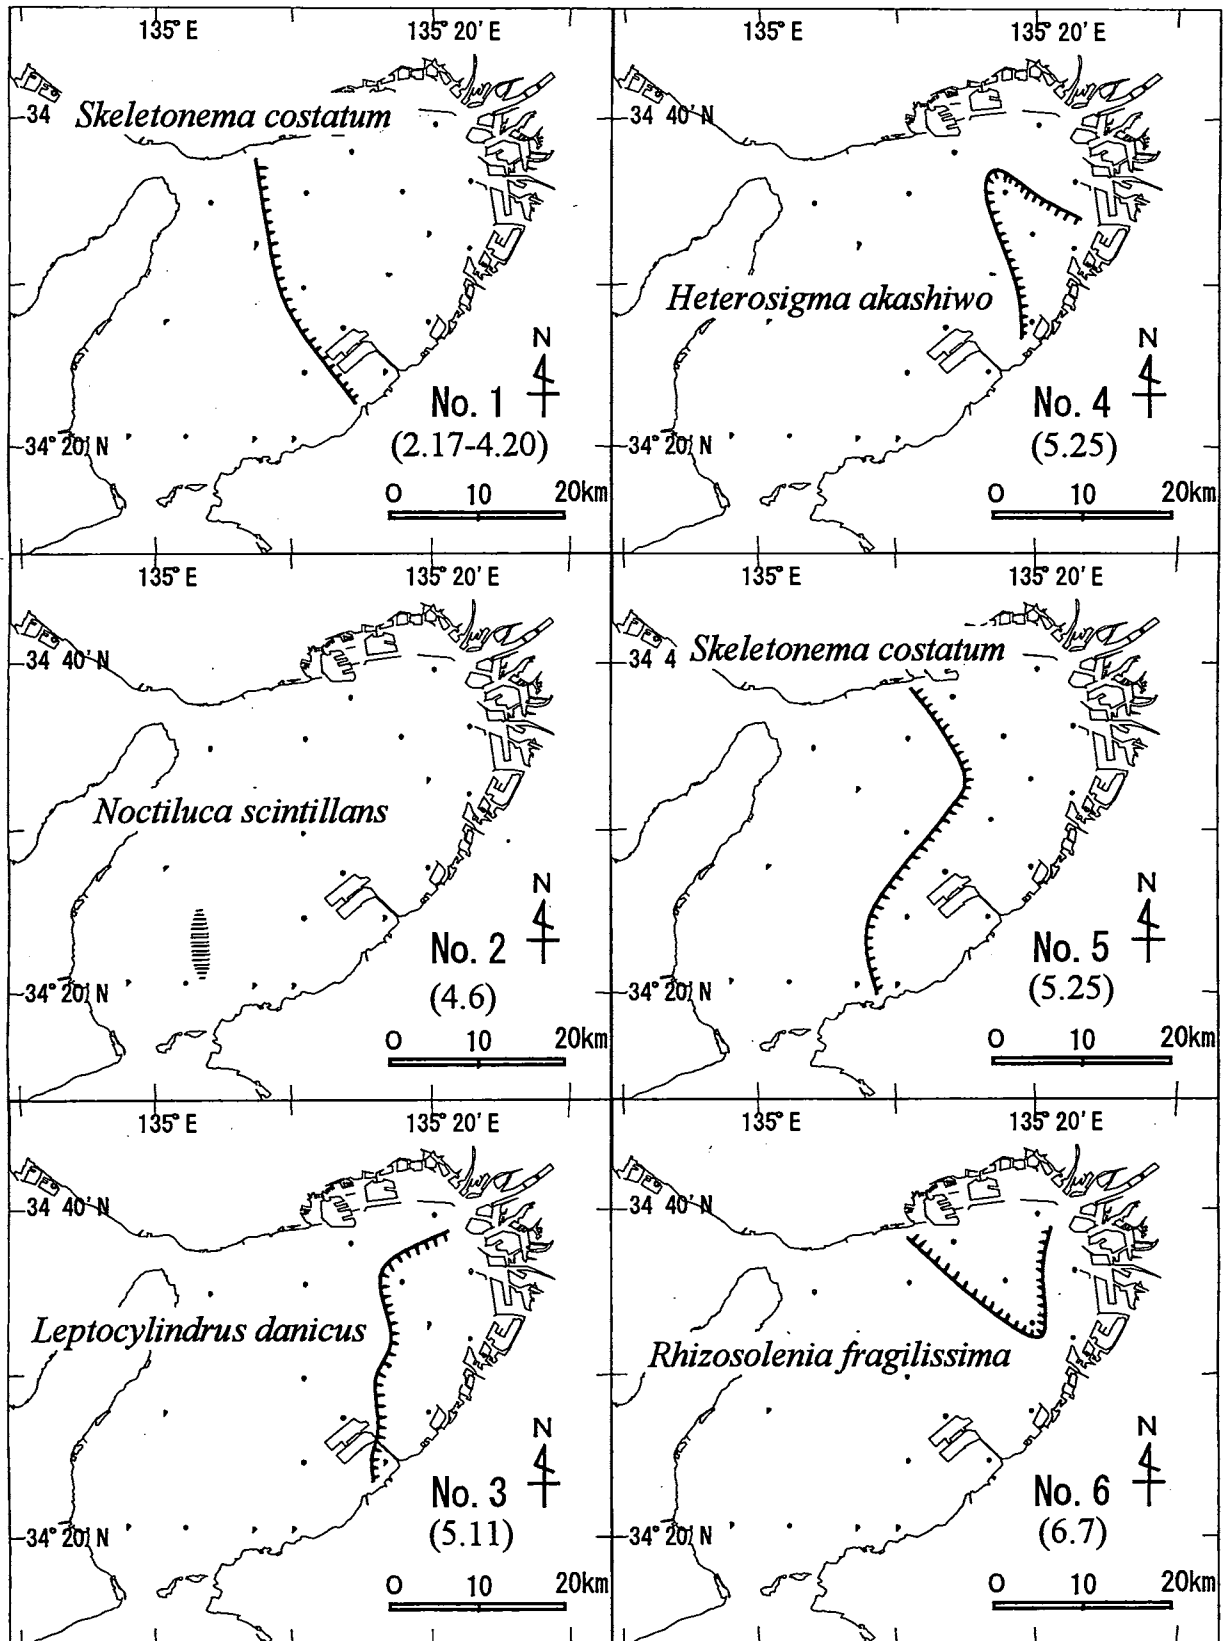 135° E
135° 20' E
34
Skeletonema costatum
N
No. 1
34° 20' N
(2.17-4.20)
0 10 20km
135° E
135° 20' E
34 40' N
Heterosigma akashiwo
N
No. 4
34° 20' N
(5.25)
0 10 20km
135° E
135° 20' E
34 40' N
Noctiluca scintillans
N
No. 2
34° 20' N
(4.6)
0 10 20km
135° E
135° 20' E
34 4
Skeletonema costatum
N
No. 5
34° 20' N
(5.25)
0 10 20km
135° E
135° 20' E
34 40' N
Leptocylindrus danicus
N
No. 3
34° 20' N
(5.11)
0 10 20km
135° E
135° 20' E
34 40' N
Rhizosolenia fragilissima
N
No. 6
34° 20' N
(6.7)
0 10 20km